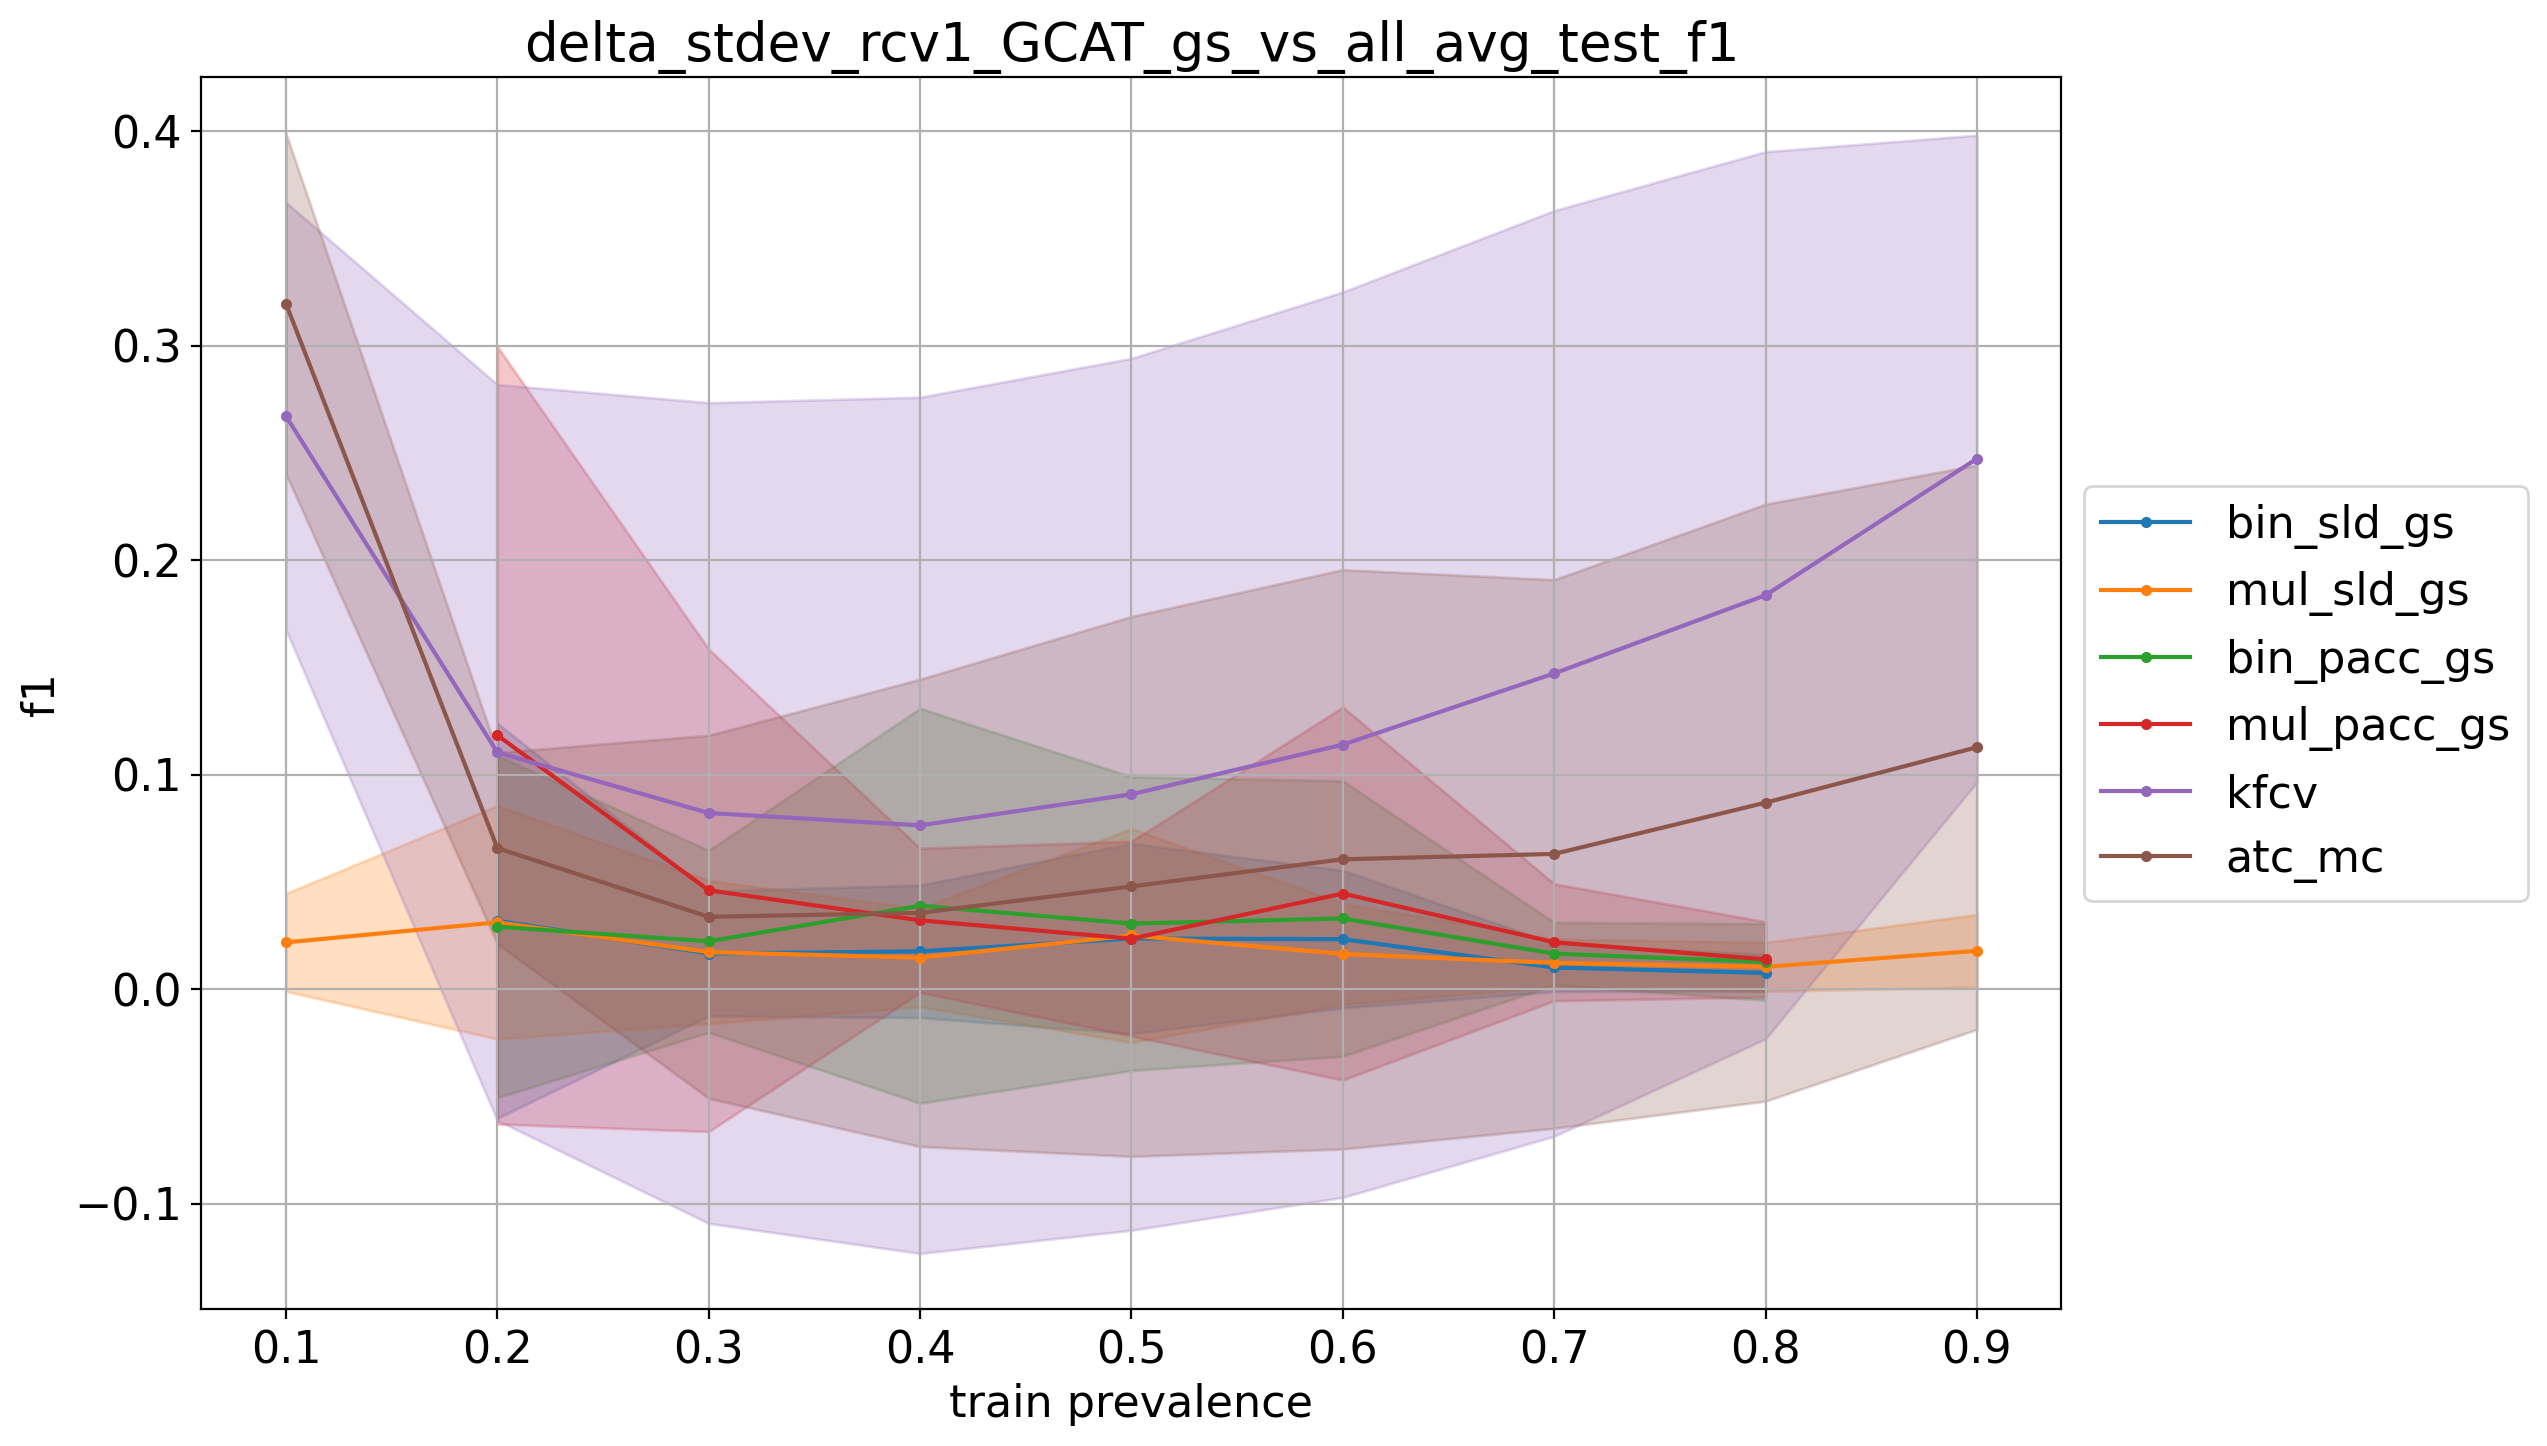 delta_stdev_rcv1_GCAT_gs_vs_all_avg_test_f1
0.4
0.3
0.2
0.1
0.0
−0.1
f1
0.1 0.2 0.3 0.4 0.5 0.6 0.7 0.8 0.9
train prevalence
bin_sld_gs
mul_sld_gs
bin_pacc_gs
mul_pacc_gs
kfcv
atc_mc